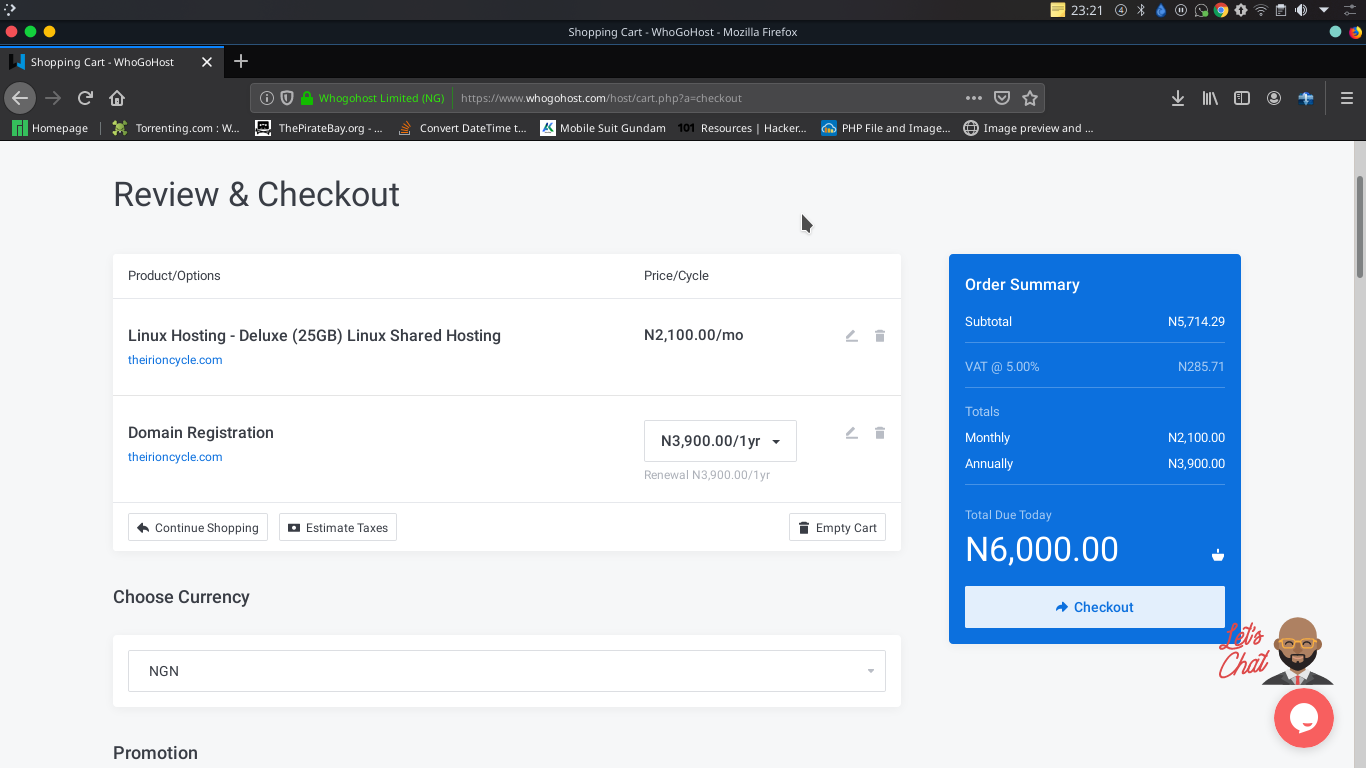 23:21
Shopping Cart - WhoGoHost - Mozilla Firefox
Shopping Cart - WhoGoHost
Whogohost Limited (NG) https://www.whogohost.com/host/cart.php?a=checkout
Homepage Torrenting.com : W... ThePirateBay.org - ... Convert DateTime t... Mobile Suit Gundam 101 Resources | Hacker... PHP File and Image... Image preview and ...
Review & Checkout
Product/Options Price/Cycle
Linux Hosting - Deluxe (25GB) Linux Shared Hosting N2,100.00/mo
theirioncycle.com
Domain Registration
theirioncycle.com
N3,900.00/1yr
Renewal N3,900.00/1yr
Continue Shopping Estimate Taxes Empty Cart
Choose Currency
NGN
Promotion
Order Summary
Subtotal N5,714.29
VAT @ 5.00% N285.71
Totals
Monthly N2,100.00
Annually N3,900.00
Total Due Today
N6,000.00
Checkout
Let's
Chat